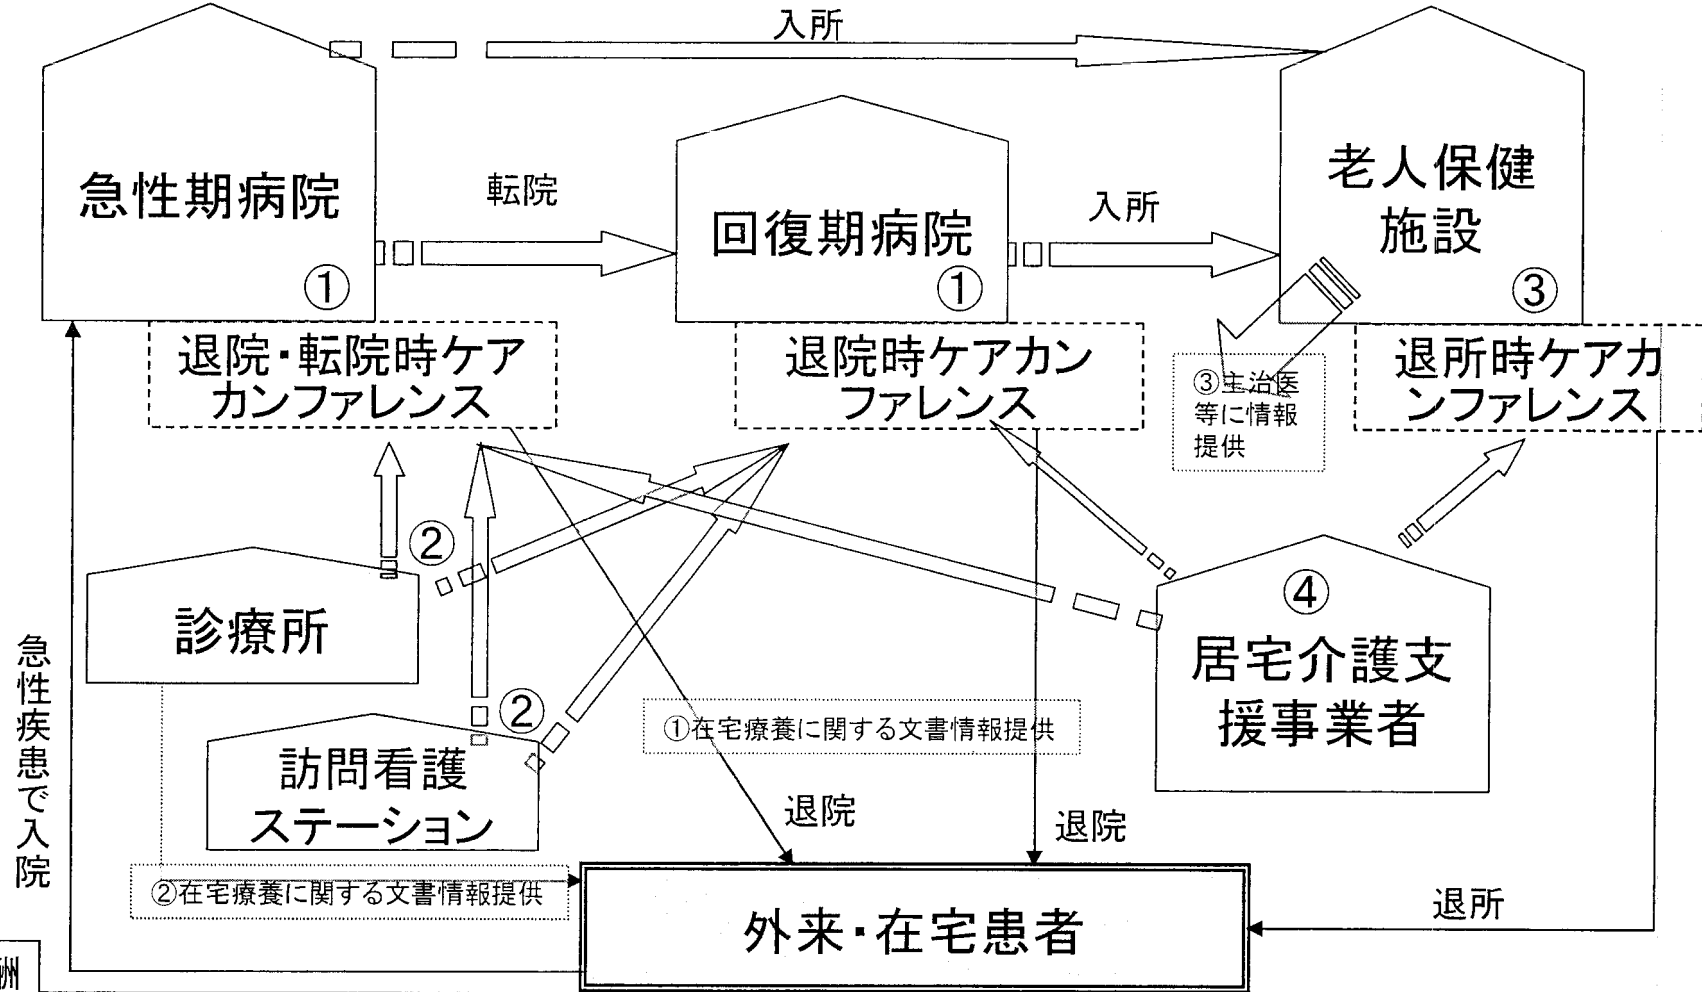 入所
急性期病院
①
転院
回復期病院
①
入所
老人保健
施設
③
退院・転院時ケア
カンファレンス
退院時ケアカン
ファレンス
③主治医
等に情報
提供
退所時ケアカ
ンファレンス
②
診療所
④
居宅介護支
援事業者
急性疾患で入院
②
訪問看護
ステーション
①在宅療養に関する文書情報提供
退院
退院
②在宅療養に関する文書情報提供
外来・在宅患者
退所
酬